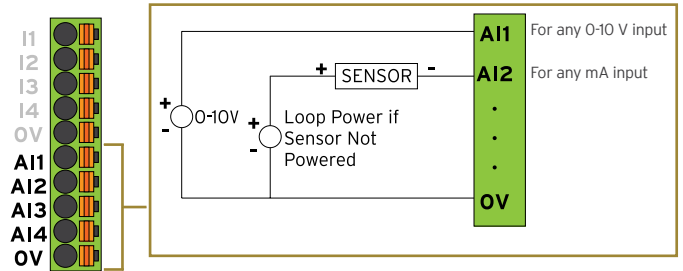 I1
I2
I3
I4
0V
AI1
AI2
AI3
AI4
0V
+
-
0-10V
+ SENSOR -
+
-
Loop Power if
Sensor Not
Powered
AI1 For any 0-10 V input
AI2 For any mA input
.
.
.
0V